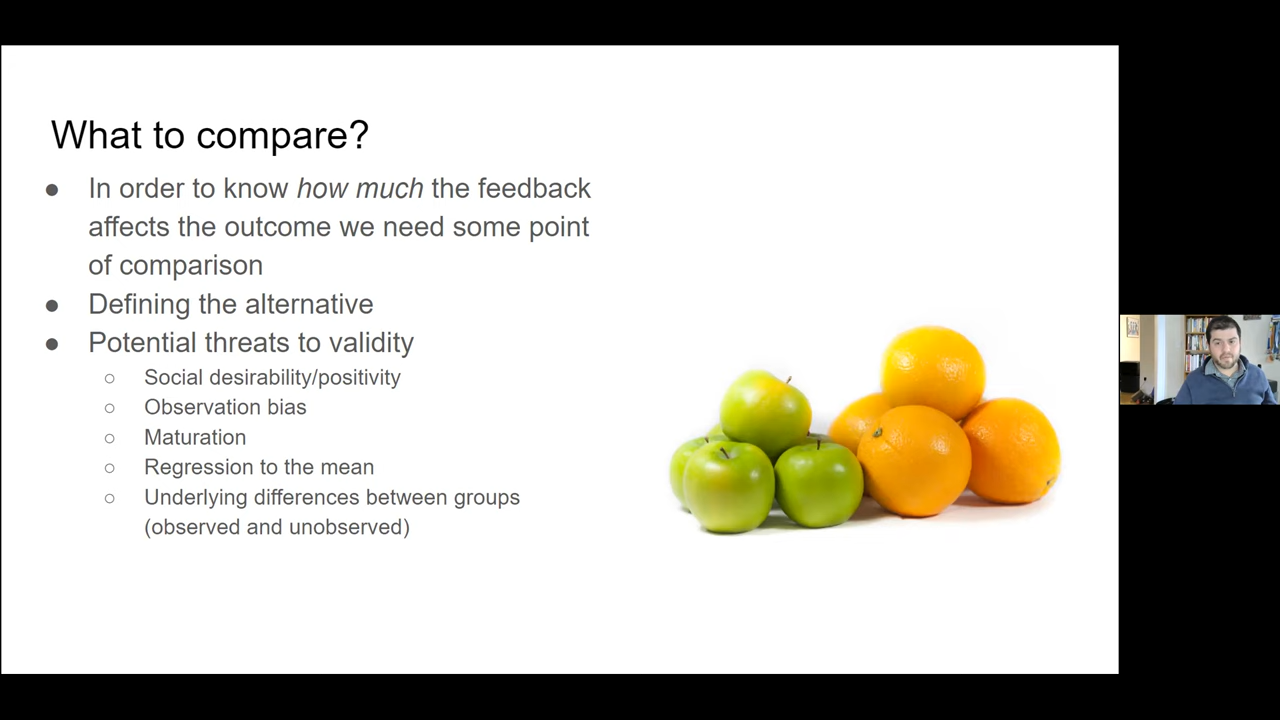 What to compare?
● In order to know how much the feedback
affects the outcome we need some point
of comparison
● Defining the alternative
● Potential threats to validity
○ Social desirability/positivity
○ Observation bias
○ Maturation
○ Regression to the mean
○ Underlying differences between groups
(observed and unobserved)